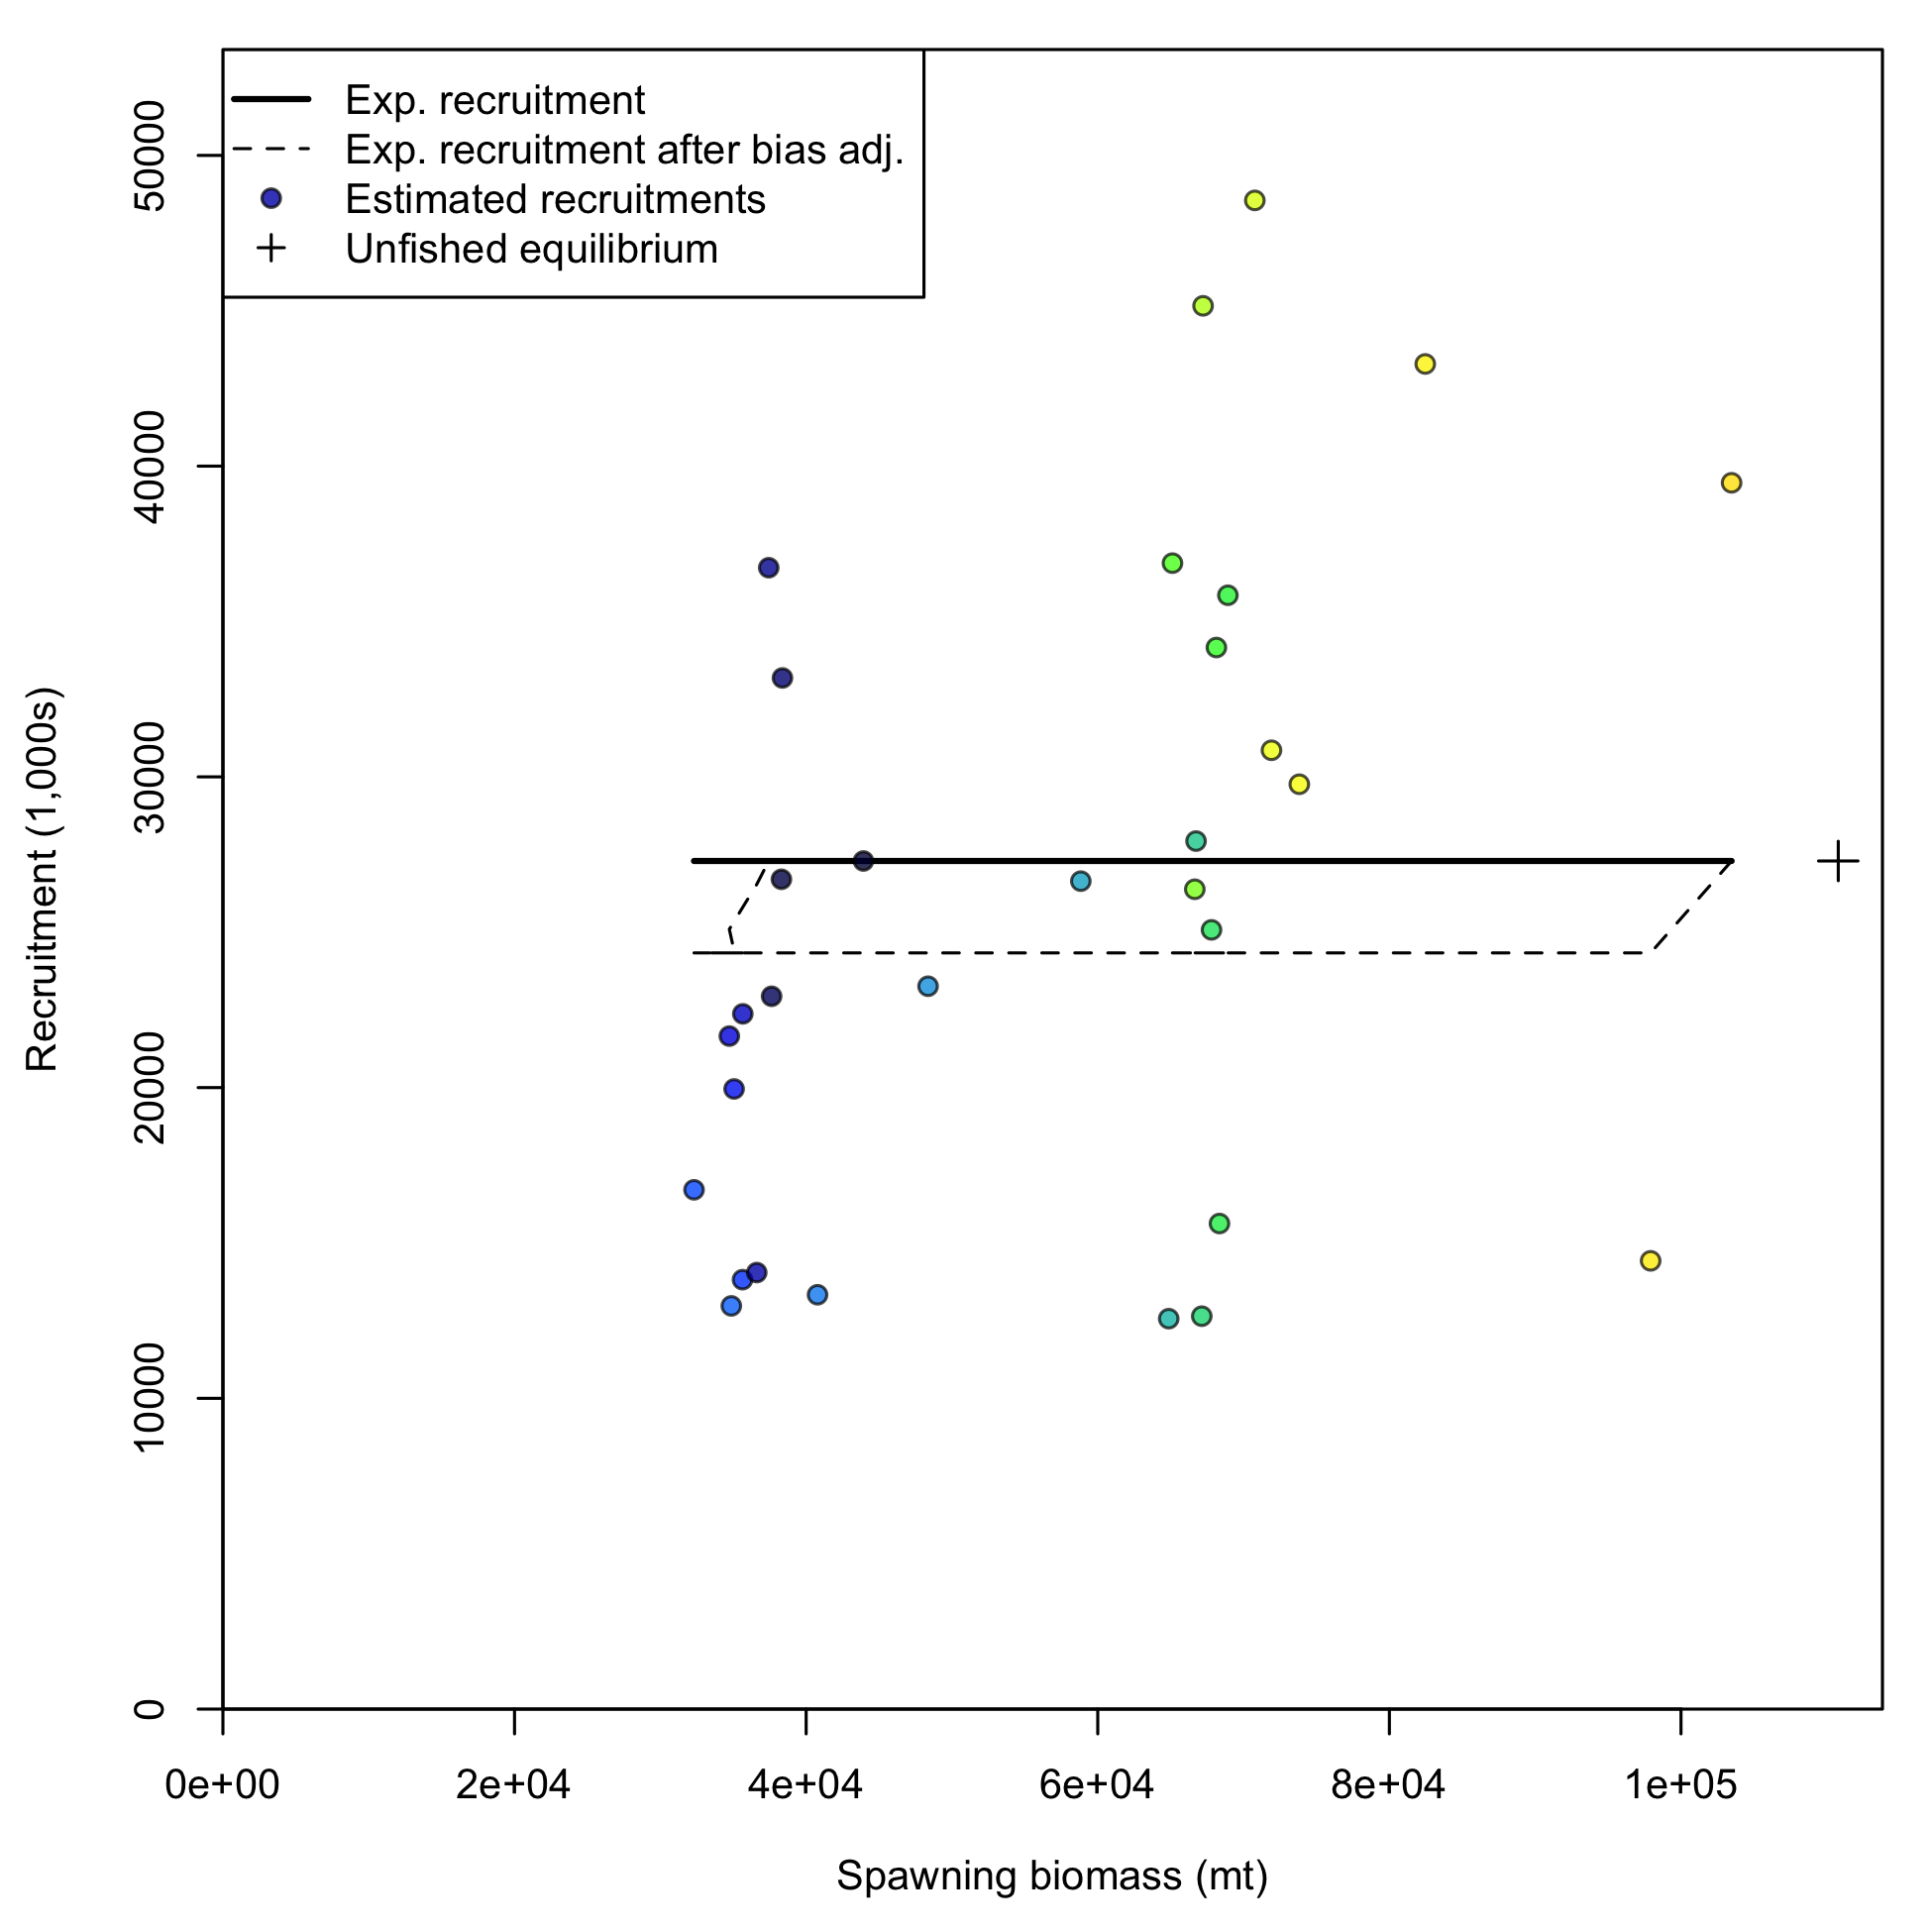 Exp. recruitment
Exp. recruitment after bias adj.
Estimated recruitments
Unfished equilibrium
Recruitment (1,000s)
50000
40000
30000
20000
10000
0
0e+00 2e+04 4e+04 6e+04 8e+04 1e+05
Spawning biomass (mt)